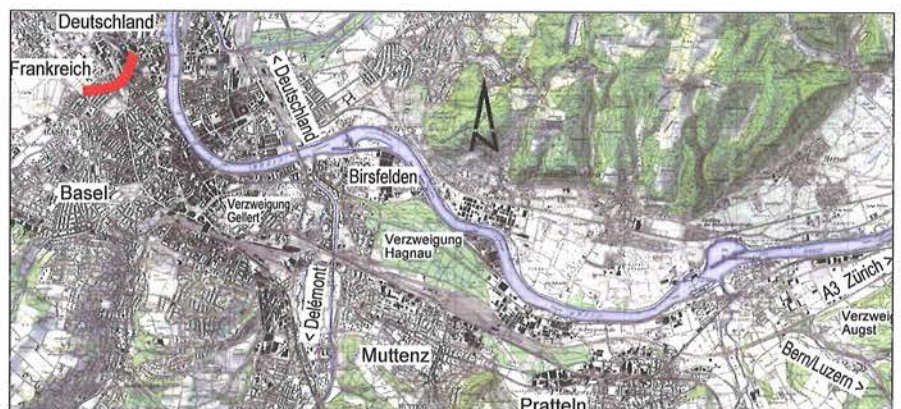 Deutschland
Frankreich
< Deutschland
Basel
Verzweigung
Gellert
Birsfelden
Verzweigung
Hagnau
< Delémont
Muttenz
Pratteln
A3 Zürich >
Verzweig
Augst
Bern/Luzern >